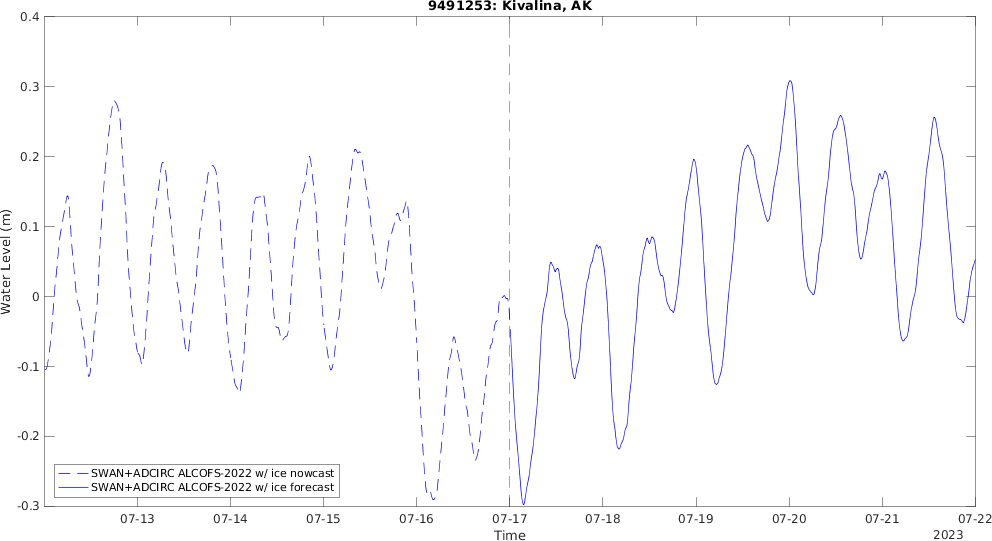 9491253: Kivalina, AK
0.4
0.3
0.2
0.1
0
-0.1
-0.2
-0.3
Water Level (m)
SWAN+ADCIRC ALCOFS-2022 w/ ice nowcast
SWAN+ADCIRC ALCOFS-2022 w/ ice forecast
07-13 07-14 07-15 07-16 07-17 07-18 07-19 07-20 07-21 07-22
Time
2023